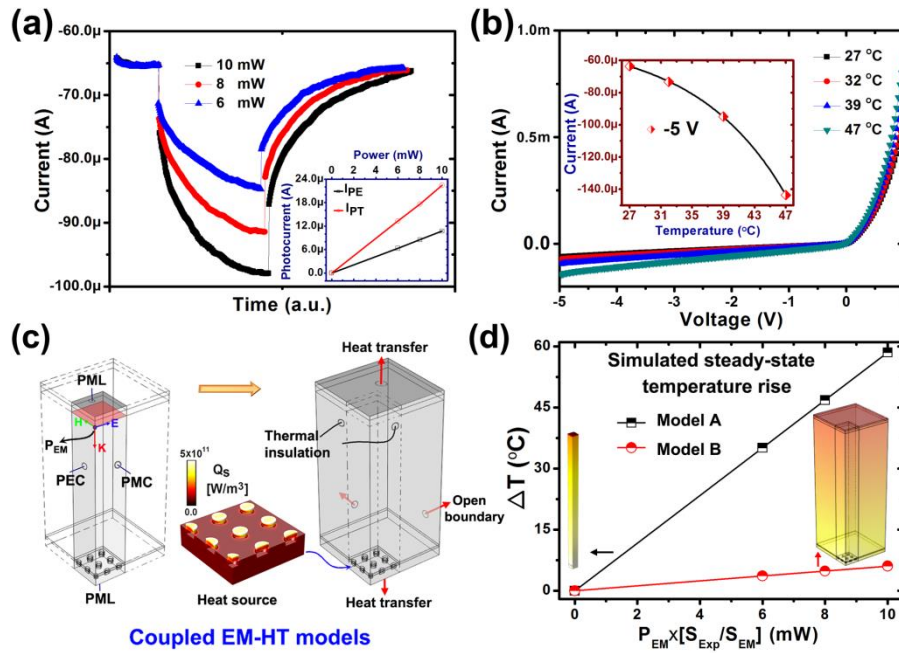 (a)
-60.0μ
-70.0μ
-80.0μ
-90.0μ
-100.0μ
Current (A)
Time (a.u.)
10 mW
8 mW
6 mW
Power (mW)
0 2 4 6 8 10
24.0μ
18.0μ
12.0μ
6.0μ
0.0
Photocurrent (A)
I_PE
I_PT
(b)
1.0m
0.5m
0.0
Current (A)
-5 -4 -3 -2 -1 0
Voltage (V)
27 °C
32 °C
39 °C
47 °C
-60.0μ
-80.0μ
-100.0μ
-120.0μ
-140.0μ
Current (A)
-5 V
27 31 35 39 43 47
Temperature (°C)
(c)
PML
H
E
P_EM
K
PEC
PMC
PML
5x10^11
Q_S
[W/m³]
0.0
Heat source
Heat transfer
Thermal
insulation
Open
boundary
Heat transfer
Coupled EM-HT models
(d)
60
45
30
15
0
ΔT (°C)
Simulated steady-state
temperature rise
Model A
Model B
0 2 4 6 8 10
P_EM x[S_Exp/S_EM] (mW)